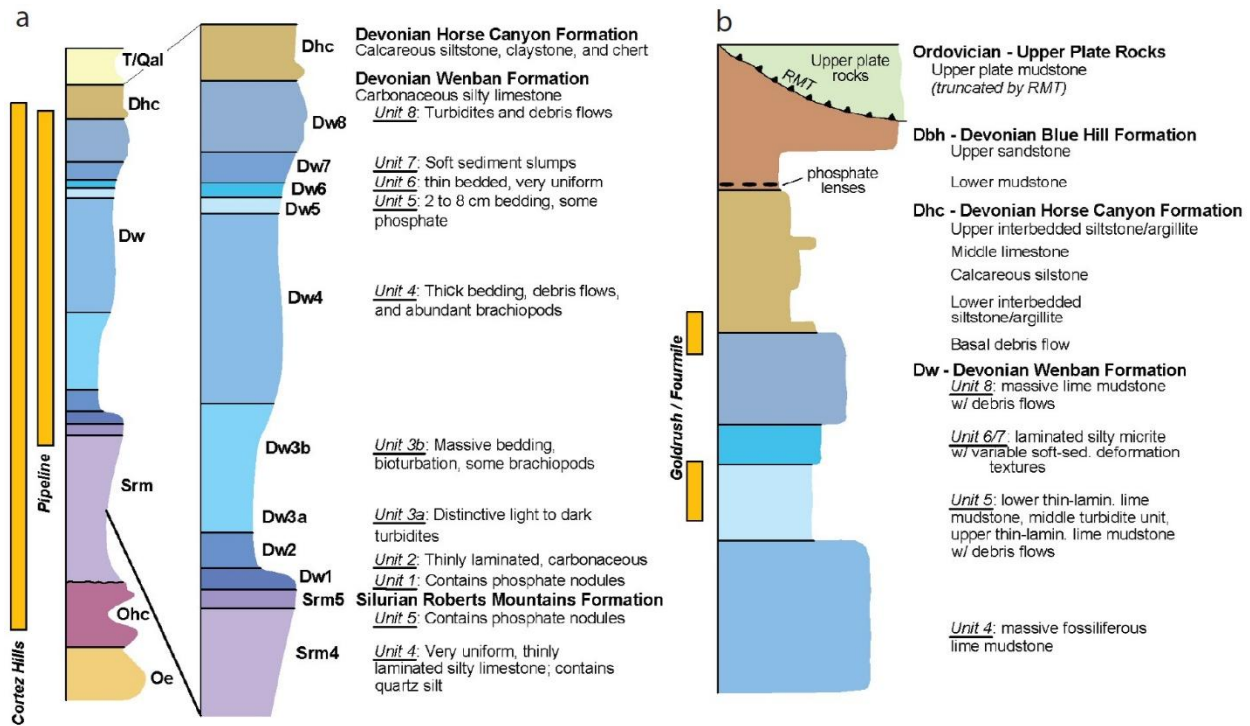 a
T/Qal
Dhc
Dw
Srm
Ohc
Oe
Pipeline
Cortez Hills
Dhc
Dw8
Dw7
Dw6
Dw5
Dw4
Dw3b
Dw3a
Dw2
Dw1
Srm5
Srm4
Devonian Horse Canyon Formation
Calcareous siltstone, claystone, and chert
Devonian Wenban Formation
Carbonaceous silty limestone
Unit 8: Turbidites and debris flows
Unit 7: Soft sediment slumps
Unit 6: thin bedded, very uniform
Unit 5: 2 to 8 cm bedding, some
phosphate
Unit 4: Thick bedding, debris flows,
and abundant brachiopods
Unit 3b: Massive bedding,
bioturbation, some brachiopods
Unit 3a: Distinctive light to dark
turbidites
Unit 2: Thinly laminated, carbonaceous
Unit 1: Contains phosphate nodules
Silurian Roberts Mountains Formation
Unit 5: Contains phosphate nodules
Unit 4: Very uniform, thinly
laminated silty limestone; contains
quartz silt
b
Upper plate
rocks
RMT
phosphate
lenses
Goldrush / Fourmile
Ordovician - Upper Plate Rocks
Upper plate mudstone
(truncated by RMT)
Dbh - Devonian Blue Hill Formation
Upper sandstone
Lower mudstone
Dhc - Devonian Horse Canyon Formation
Upper interbedded siltstone/argillite
Middle limestone
Calcareous silstone
Lower interbedded
siltstone/argillite
Basal debris flow
Dw - Devonian Wenban Formation
Unit 8: massive lime mudstone
w/ debris flows
Unit 6/7: laminated silty micrite
w/ variable soft-sed. deformation
textures
Unit 5: lower thin-lamin. lime
mudstone, middle turbidite unit,
upper thin-lamin. lime mudstone
w/ debris flows
Unit 4: massive fossiliferous
lime mudstone